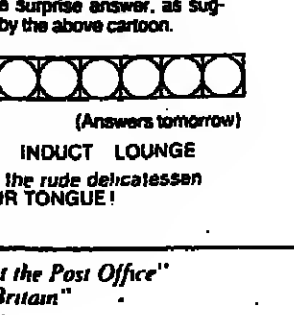 e surprise answer, as sug-
by the above cartoon.
(Answers tomorrow)
INDUCT LOUNGE
the rude delicatessen
R TONGUE!
t the Post Office"
Britain"